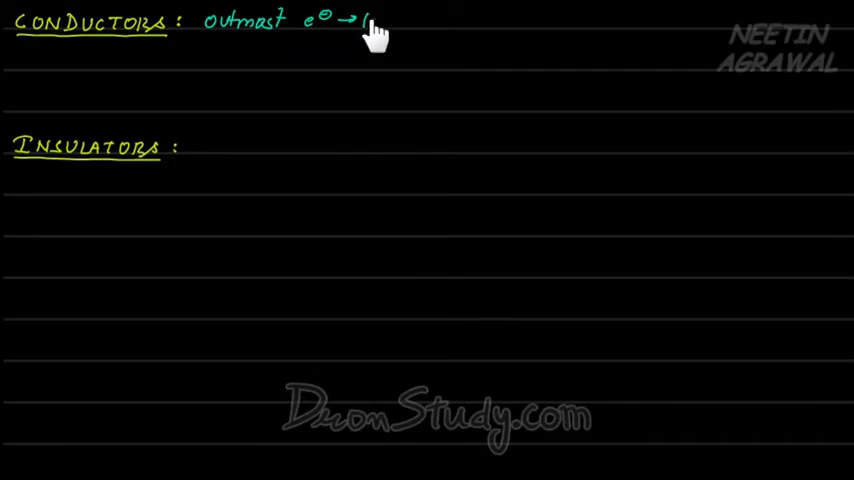 CONDUCTORS : outmost e⊖ →
NEETIN
AGRAWAL
INSULATORS :
DronStudy.com